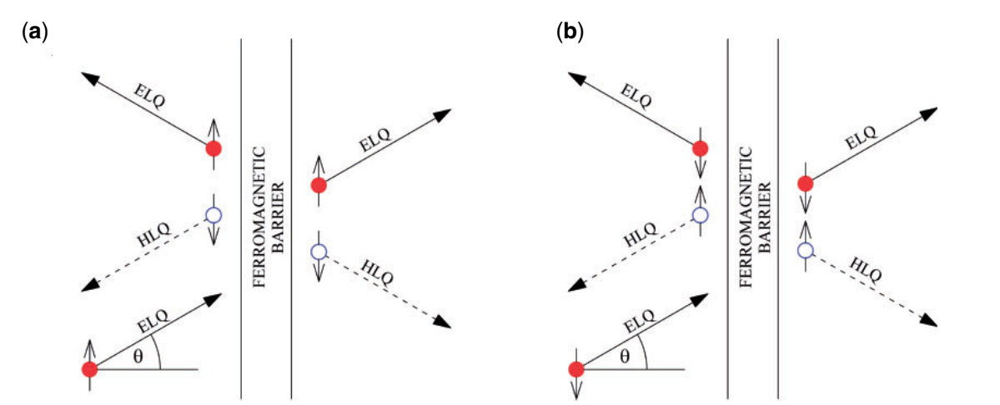 (a)
ELQ
ELQ
HLQ
HLQ
ELQ
θ
FERROMAGNETIC
BARRIER
(b)
ELQ
ELQ
HLQ
HLQ
ELQ
θ
FERROMAGNETIC
BARRIER